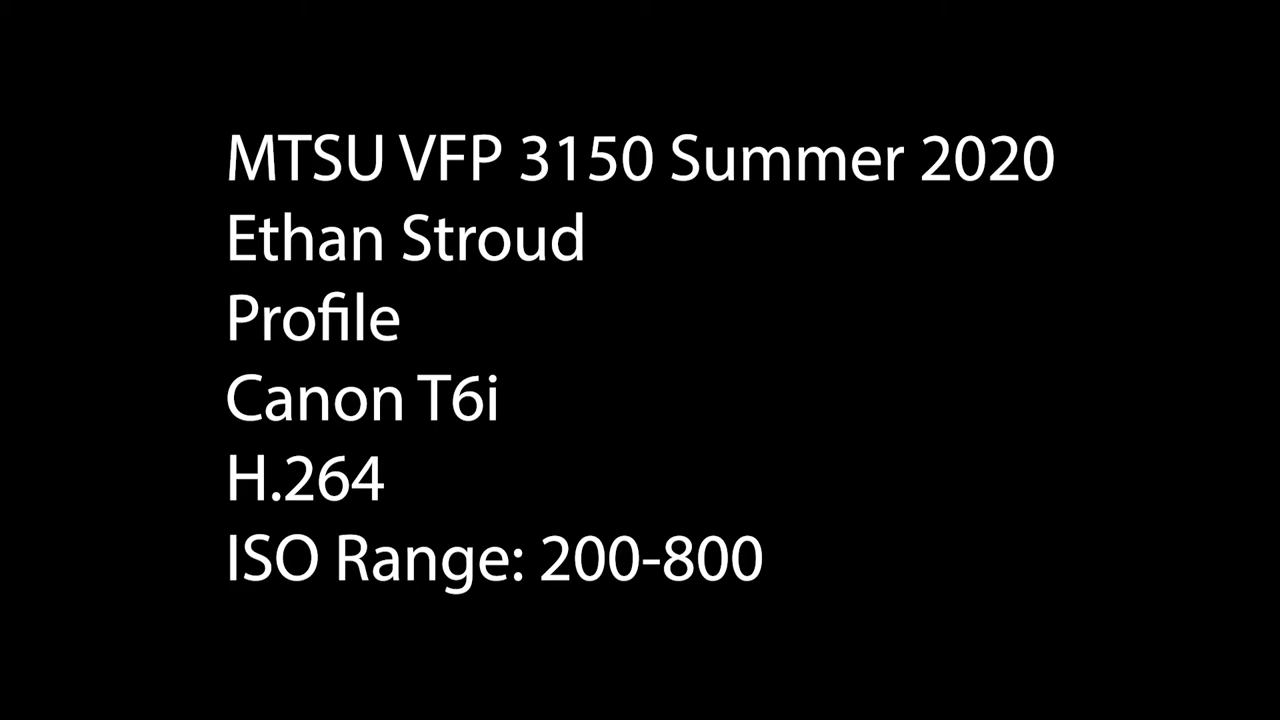 MTSU VFP 3150 Summer 2020
Ethan Stroud
Profile
Canon T6i
H.264
ISO Range: 200-800